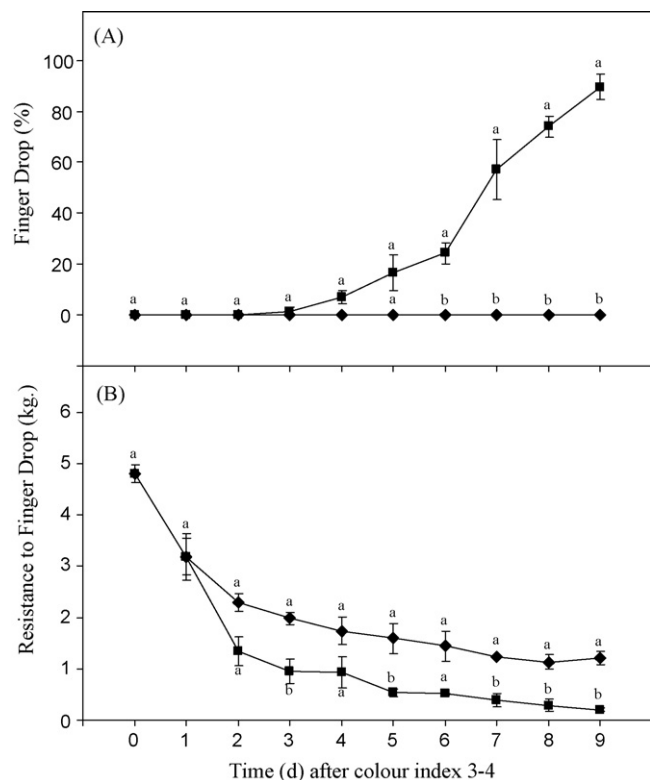 (A)
Finger Drop (%)
100
80
60
40
20
0
a a a a a a a a a a
a b b b b
(B)
Resistance to Finger Drop (kg.)
6
5
4
3
2
1
0
a a a a a a a a a a
a b a b a b b b
0 1 2 3 4 5 6 7 8 9
Time (d) after colour index 3-4